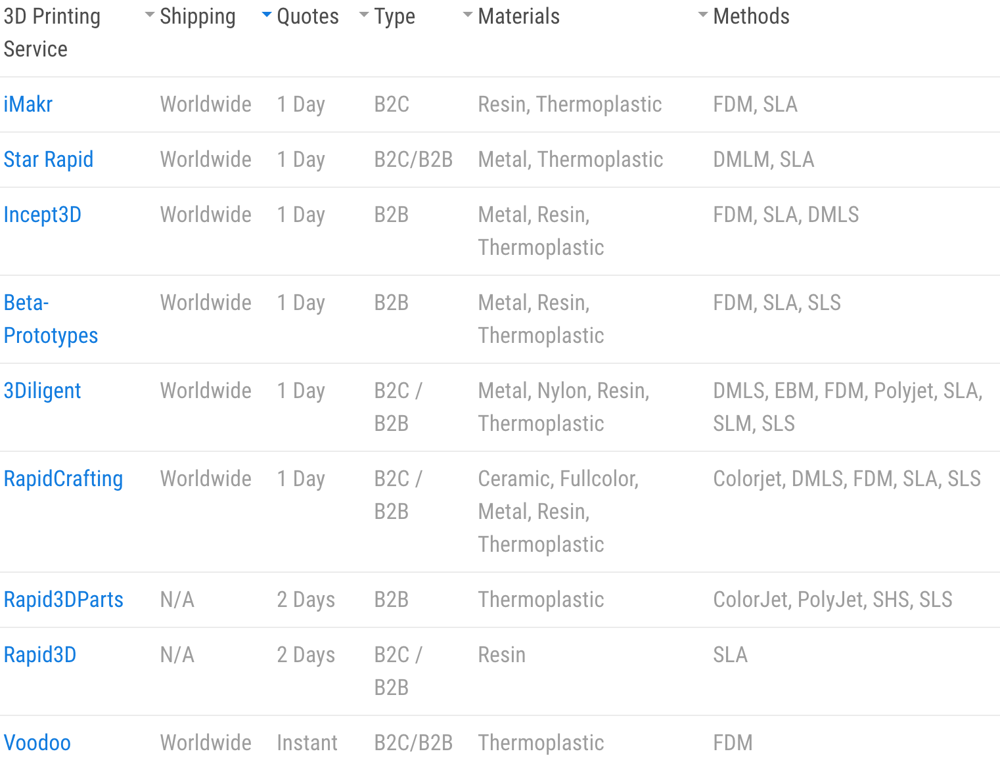 3D Printing Service Shipping Quotes Type Materials Methods
iMakr Worldwide 1 Day B2C Resin, Thermoplastic FDM, SLA
Star Rapid Worldwide 1 Day B2C/B2B Metal, Thermoplastic DMLM, SLA
Incept3D Worldwide 1 Day B2B Metal, Resin, FDM, SLA, DMLS
Thermoplastic
Beta- Worldwide 1 Day B2B Metal, Resin, FDM, SLA, SLS
Prototypes Thermoplastic
3Diligent Worldwide 1 Day B2C / Metal, Nylon, Resin, DMLS, EBM, FDM, Polyjet, SLA,
B2B Thermoplastic SLM, SLS
RapidCrafting Worldwide 1 Day B2C / Ceramic, Fullcolor, Colorjet, DMLS, FDM, SLA, SLS
B2B Metal, Resin,
Thermoplastic
Rapid3DParts N/A 2 Days B2B Thermoplastic ColorJet, PolyJet, SHS, SLS
Rapid3D N/A 2 Days B2C / Resin SLA
B2B
Voodoo Worldwide Instant B2C/B2B Thermoplastic FDM